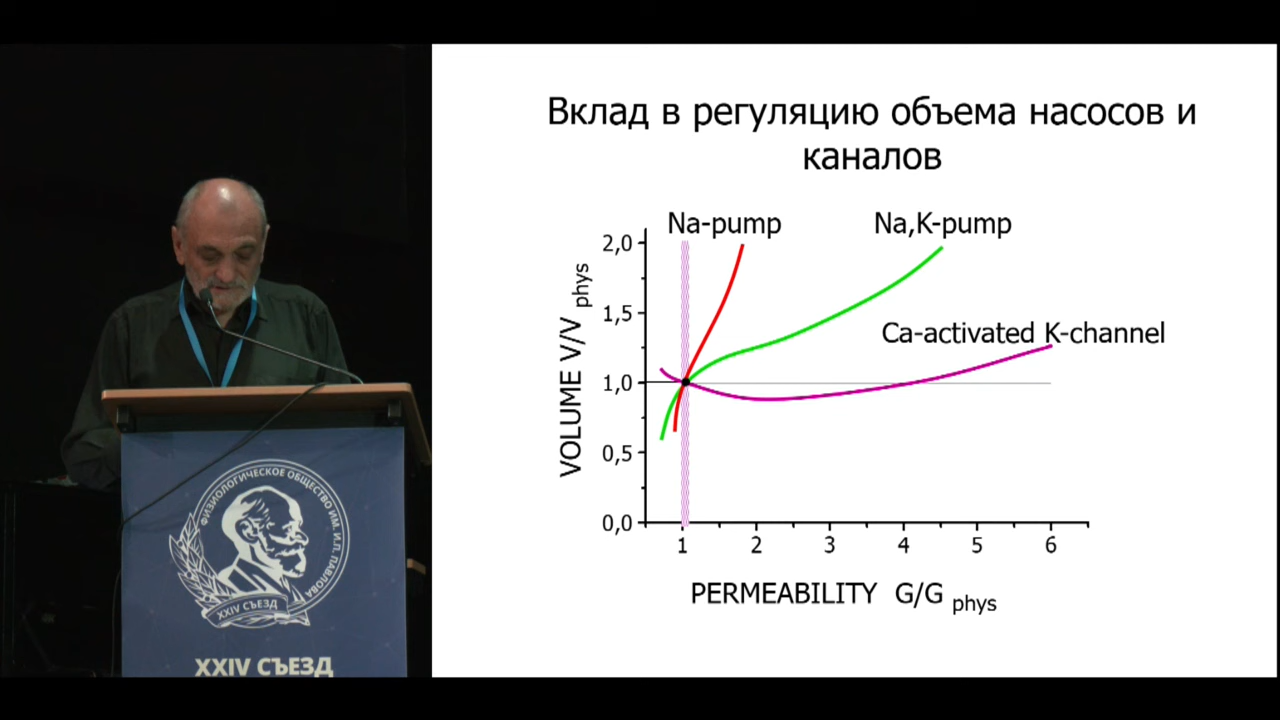 Вклад в регуляцию объема насосов и
каналов
Na-pump
Na,K-pump
Ca-activated K-channel
VOLUME V/V phys
2,0
1,5
1,0
0,5
0,0
1 2 3 4 5 6
PERMEABILITY G/G phys
ФИЗИОЛОГИЧЕСКОЕ ОБЩЕСТВО ИМ. И.П. ПАВЛОВА
XXIV СЪЕЗД
XXIV СЪЕЗД